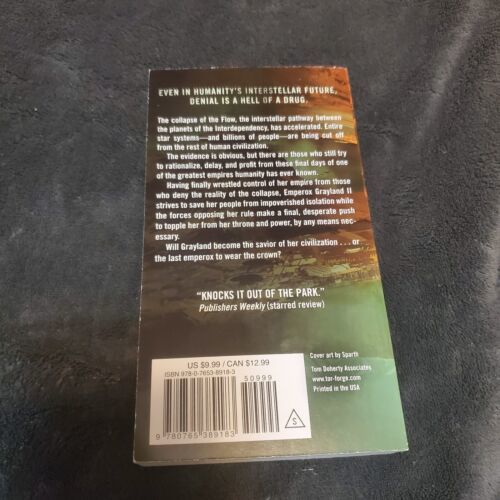 EVEN IN HUMANITY'S INTERSTELLAR FUTURE,
DENIAL IS A HELL OF A DRUG.
The collapse of the Flow, the interstellar pathway between
the planets of the Interdependency, has accelerated. Entire
star systems—and billions of people—are being cut off
from the rest of human civilization.
The evidence is obvious, but there are those who still try
to rationalize, delay, and profit from these final days of one
of the greatest empires humanity has ever known.
Having finally wrestled control of her empire from those
who deny the reality of the collapse, Emperox Grayland II
strives to save her people from impoverished isolation while
the forces opposing her rule make a final, desperate push
to topple her from her throne and power, by any means nec-
essary.
Will Grayland become the savior of her civilization . . . or
the last emperox to wear the crown?
"KNOCKS IT OUT OF THE PARK."
Publishers Weekly (starred review)
US $9.99 / CAN $12.99
ISBN 978-0-7653-8918-3
50999
9 780765 389183
S
Cover art by Sparth
Tom Doherty Associates
www.tor-forge.com
Printed in the USA